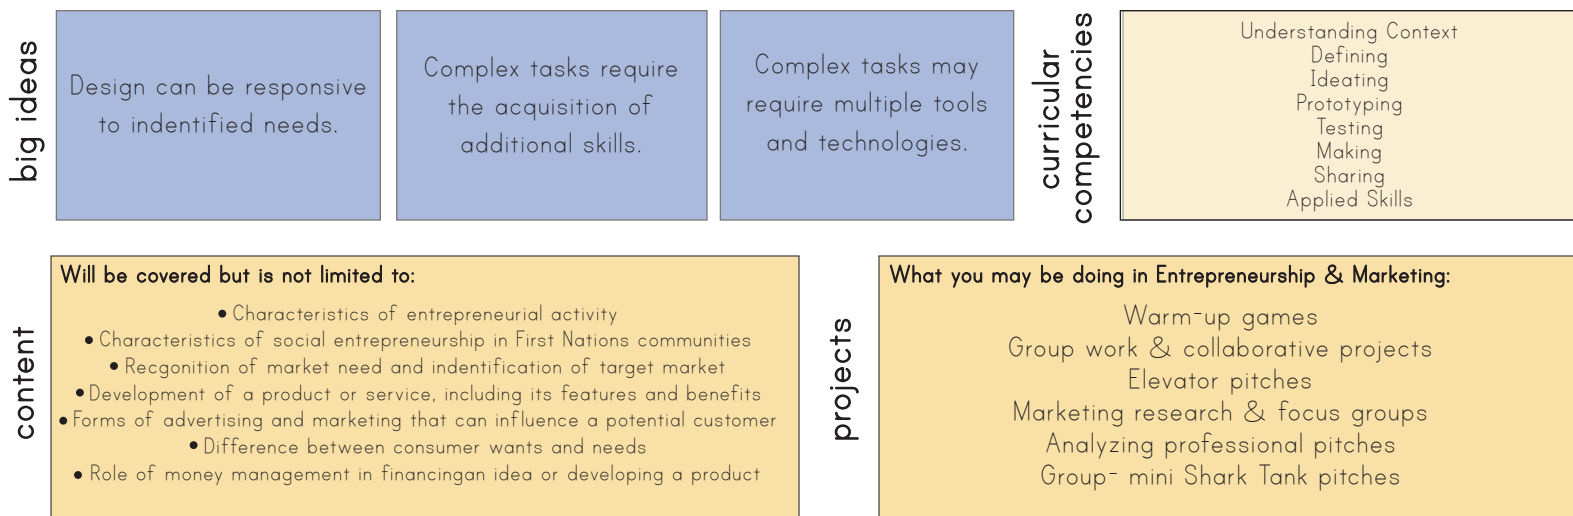 big ideas
Design can be responsive
to indentified needs.
Complex tasks require
the acquisition of
additional skills.
Complex tasks may
require multiple tools
and technologies.
curricular
competencies
Understanding Context
Defining
Ideating
Prototyping
Testing
Making
Sharing
Applied Skills
content
Will be covered but is not limited to:
• Characteristics of entrepreneurial activity
• Characteristics of social entrepreneurship in First Nations communities
• Recgonition of market need and indentification of target market
• Development of a product or service, including its features and benefits
• Forms of advertising and marketing that can influence a potential customer
• Difference between consumer wants and needs
• Role of money management in financingan idea or developing a product
projects
What you may be doing in Entrepreneurship & Marketing:
Warm-up games
Group work & collaborative projects
Elevator pitches
Marketing research & focus groups
Analyzing professional pitches
Group- mini Shark Tank pitches